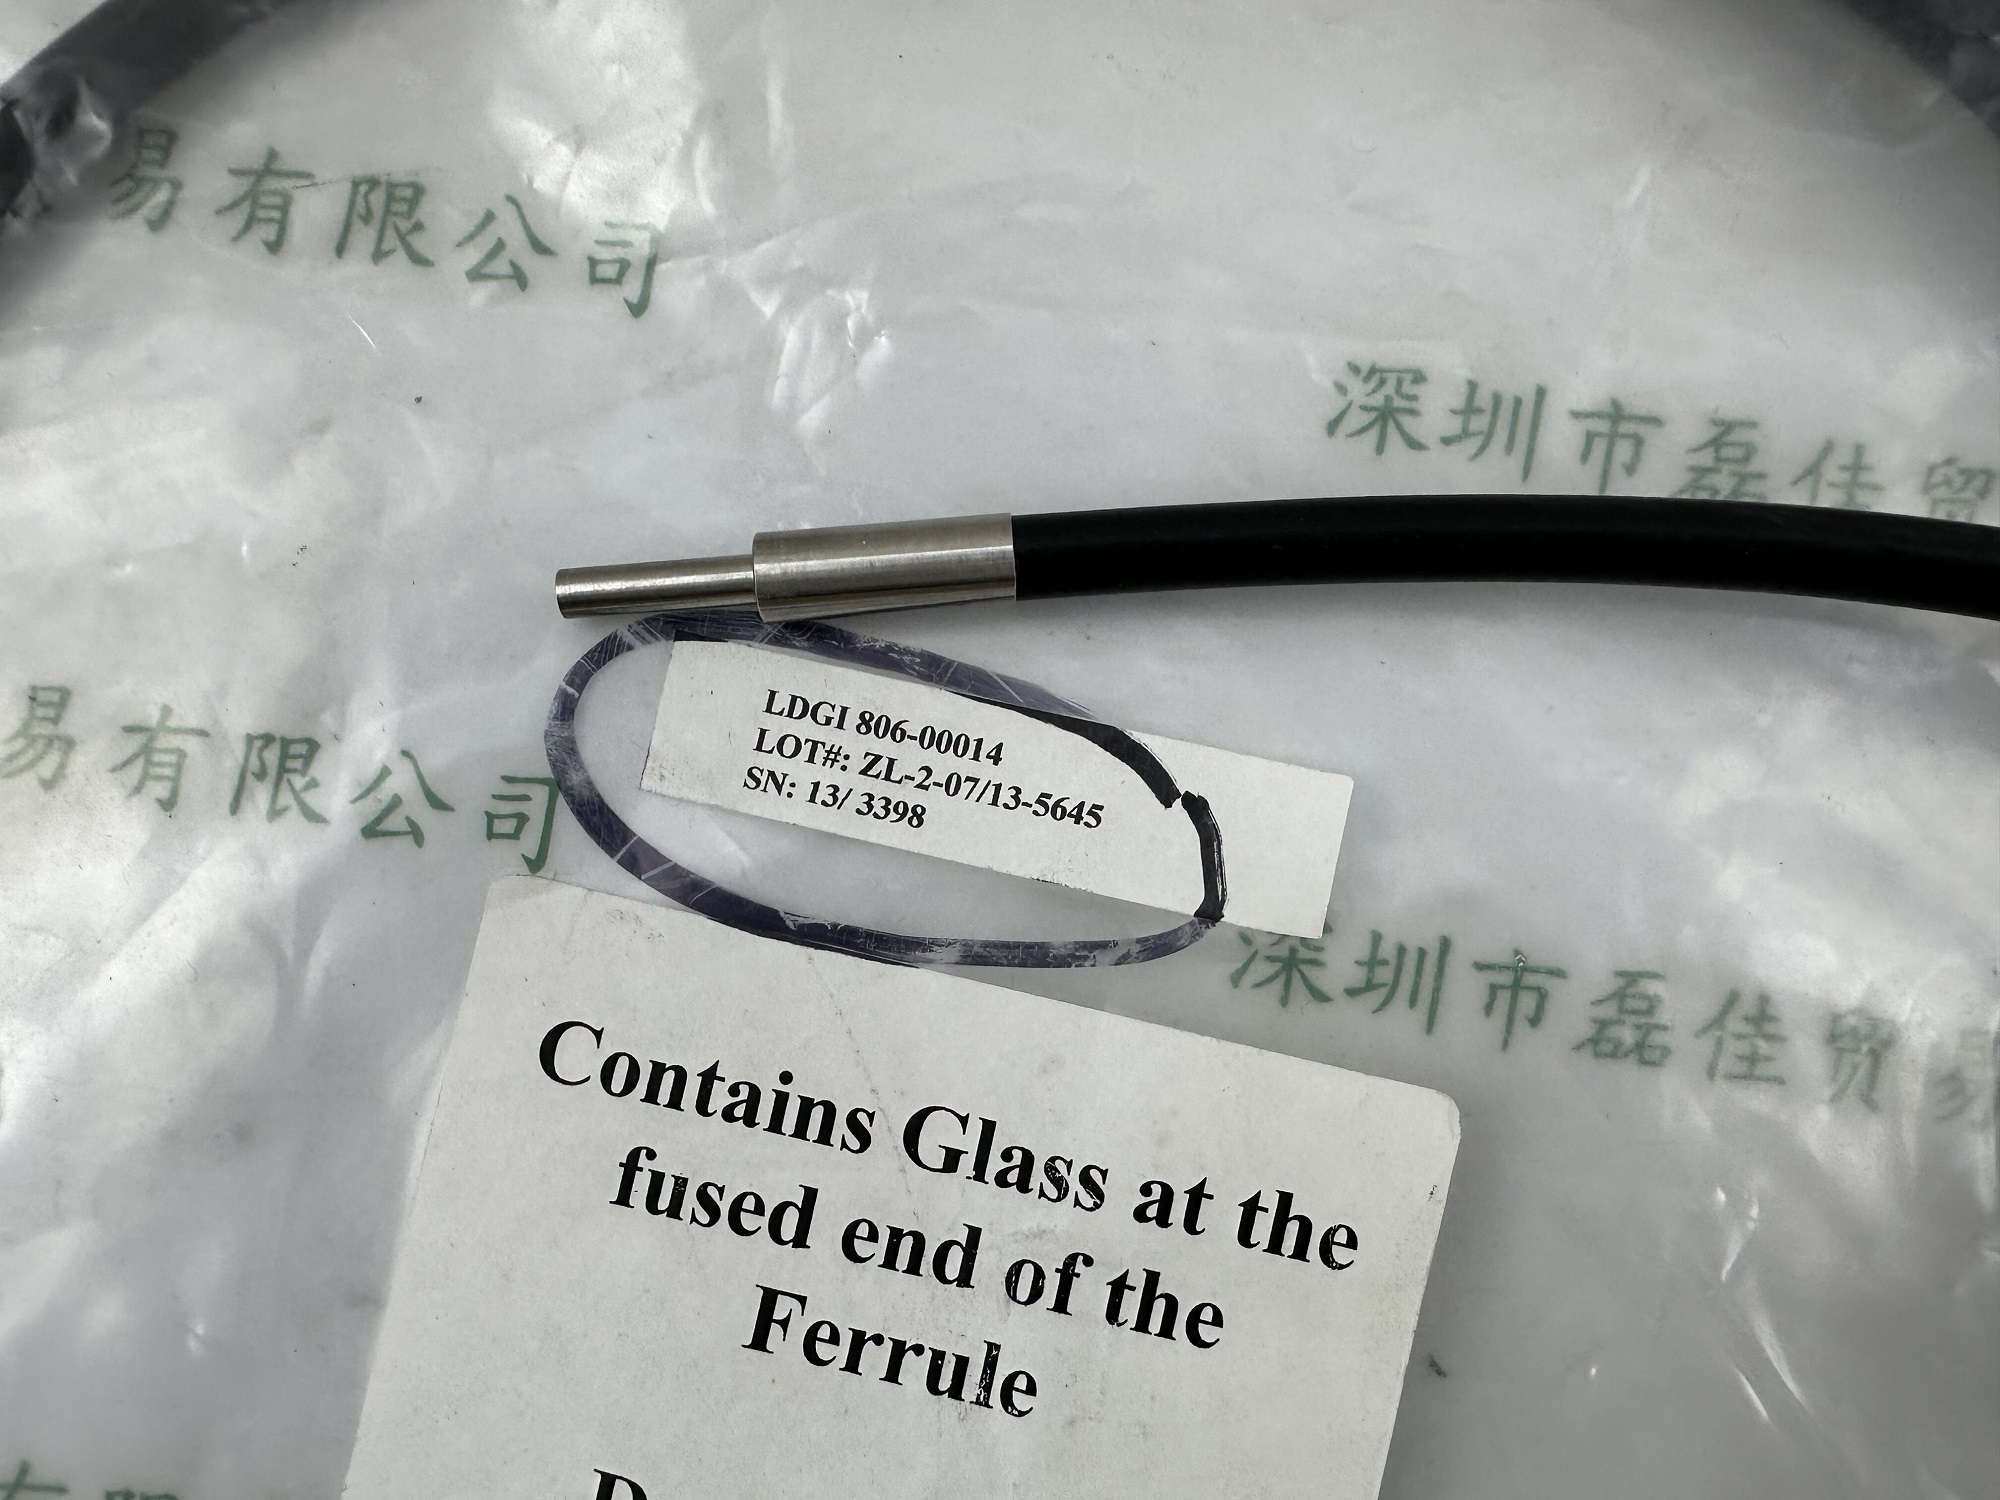 易有限公司
深圳市磊佳贸
LDGI 806-00014
LOT#: ZL-2-07/13-5645
SN: 13/ 3398
易有限公司
深圳市磊佳贸易
Contains Glass at the
fused end of the
Ferrule